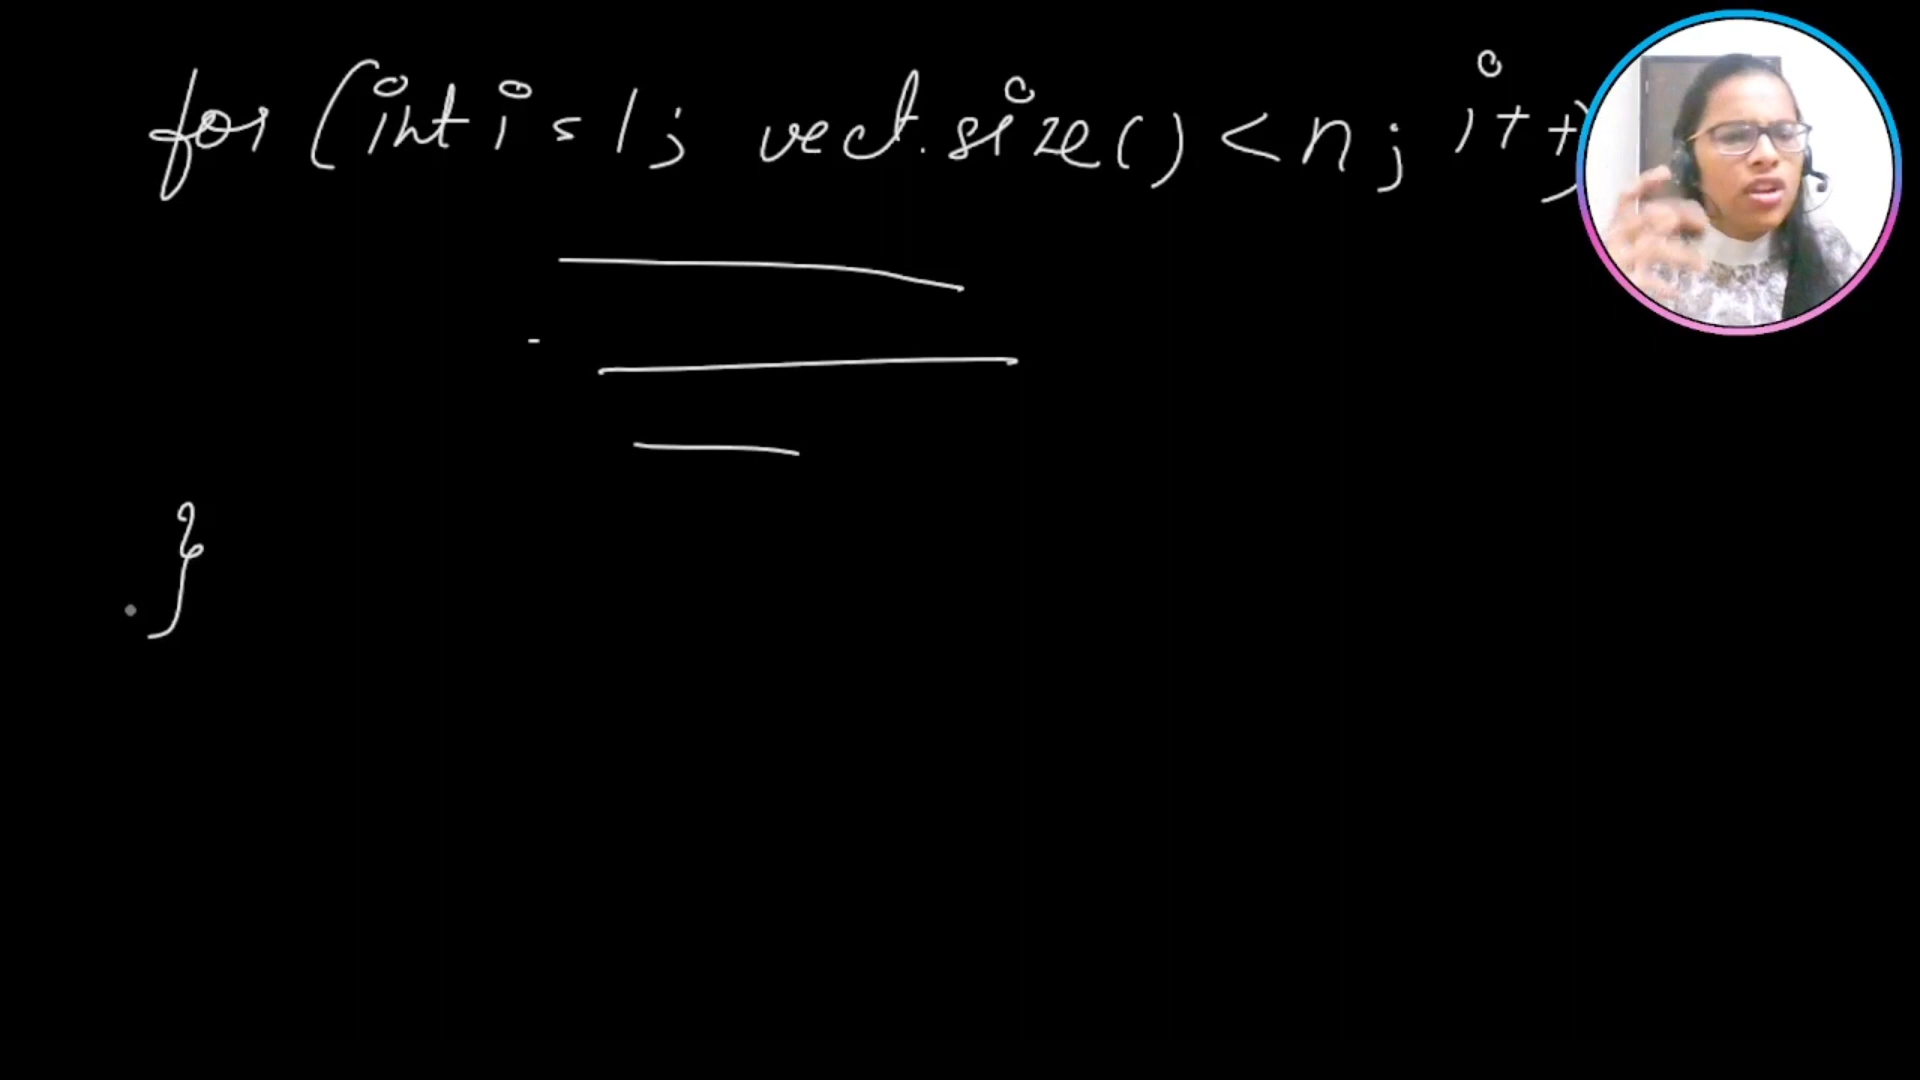 for (int i = 1; vect.size() < n; i++)
}